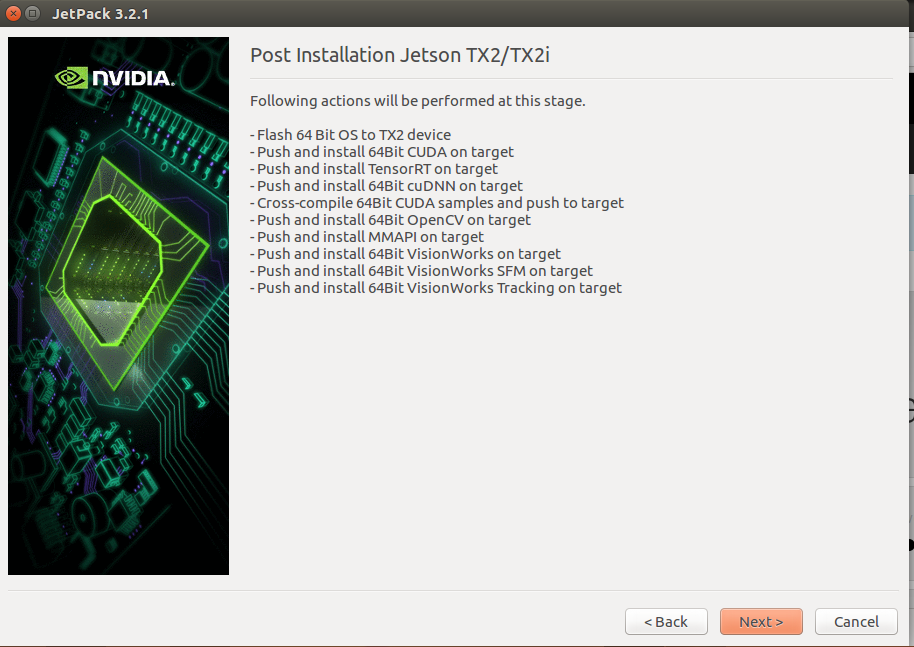 JetPack 3.2.1
NVIDIA.
Post Installation Jetson TX2/TX2i
Following actions will be performed at this stage.
- Flash 64 Bit OS to TX2 device
- Push and install 64Bit CUDA on target
- Push and install TensorRT on target
- Push and install 64Bit cuDNN on target
- Cross-compile 64Bit CUDA samples and push to target
- Push and install 64Bit OpenCV on target
- Push and install MMAPI on target
- Push and install 64Bit VisionWorks on target
- Push and install 64Bit VisionWorks SFM on target
- Push and install 64Bit VisionWorks Tracking on target
< Back Next > Cancel